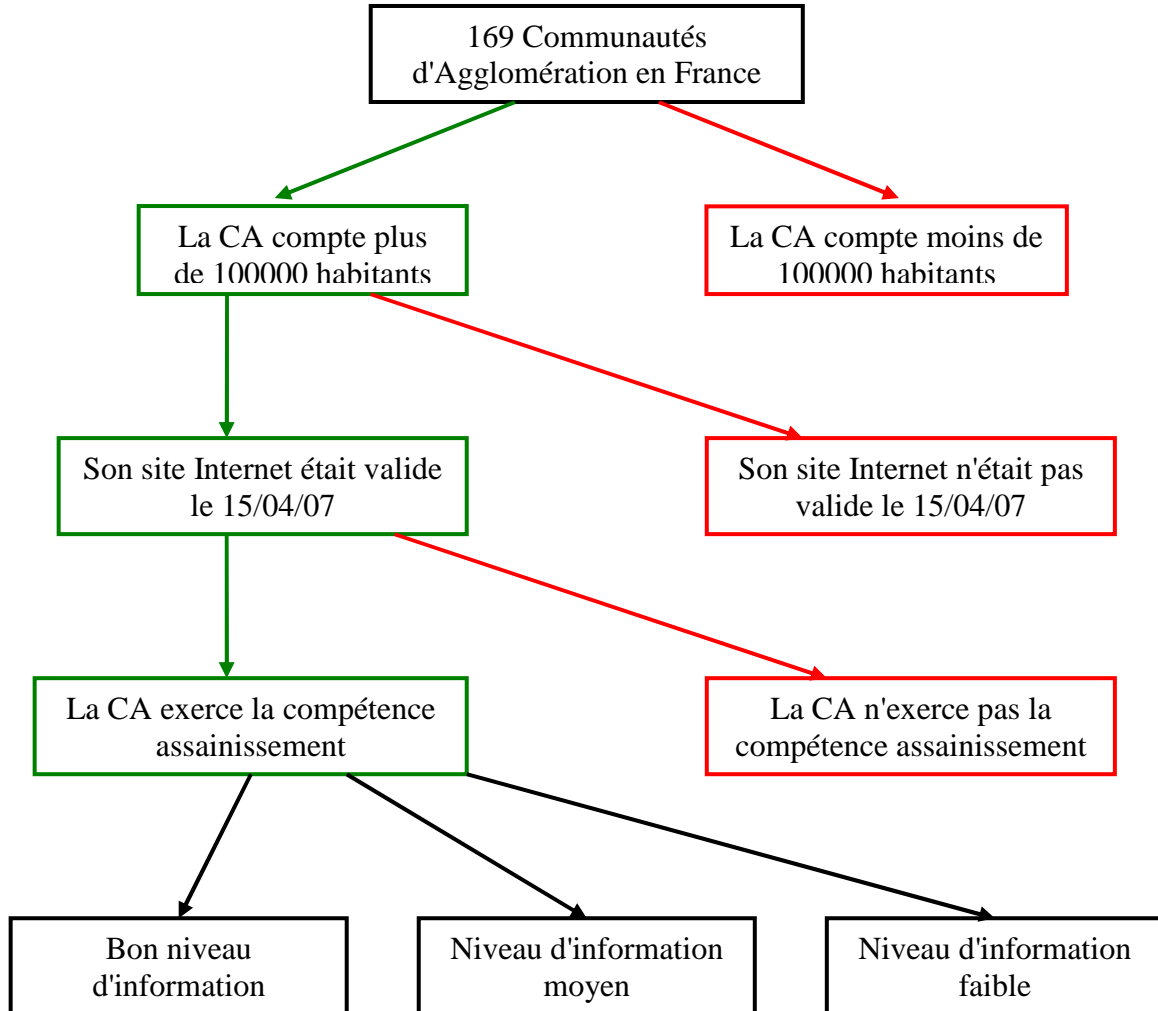 169 Communautés
d'Agglomération en France
La CA compte plus
de 100000 habitants
La CA compte moins de
100000 habitants
Son site Internet était valide
le 15/04/07
Son site Internet n'était pas
valide le 15/04/07
La CA exerce la compétence
assainissement
La CA n'exerce pas la
compétence assainissement
Bon niveau
d'information
Niveau d'information
moyen
Niveau d'information
faible